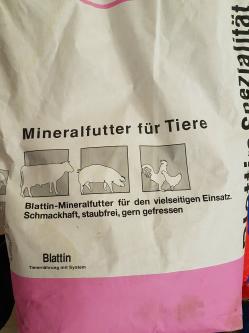 Mineralfutter für Tiere
Blattin-Mineralfutter für den vielseitigen Einsatz.
Schmackhaft, staubfrei, gern gefressen
Blattin
Tierernährung mit System
Spezialität